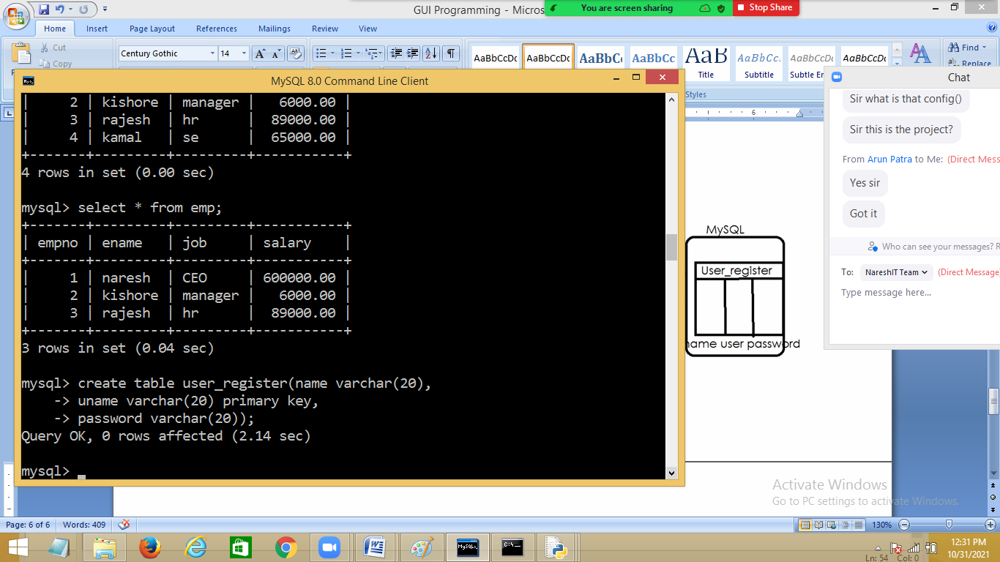 GUI Programming - Micros
You are screen sharing
Stop Share
Home Insert Page Layout References Mailings Review View
Cut
Copy
Century Gothic 14
AaBbCcDc AaBbCcDc AaBbC AaBbCc AaB AaBbCc AaBbCcDc AaBbCcDc
Title Subtitle Subtle Em
Find
Replace
Styles
6
MySQL 8.0 Command Line Client
| 2 | kishore | manager | 6000.00 |
| 3 | rajesh | hr | 89000.00 |
| 4 | kamal | se | 65000.00 |
+-------+---------+---------+-----------+
4 rows in set (0.00 sec)
mysql> select * from emp;
+-------+---------+---------+-----------+
| empno | ename | job | salary |
+-------+---------+---------+-----------+
| 1 | naresh | CEO | 600000.00 |
| 2 | kishore | manager | 6000.00 |
| 3 | rajesh | hr | 89000.00 |
+-------+---------+---------+-----------+
3 rows in set (0.04 sec)
mysql> create table user_register(name varchar(20),
-> uname varchar(20) primary key,
-> password varchar(20));
Query OK, 0 rows affected (2.14 sec)
mysql>
MySQL
User_register
name user password
Chat
Sir what is that config()
Sir this is the project?
From Arun Patra to Me: (Direct Mess
Yes sir
Got it
Who can see your messages? R
To: NareshIT Team (Direct Message
Type message here...
Activate Windows
Go to PC settings to activate Windows.
Page: 6 of 6 Words: 409 130%
12:31 PM
10/31/2021
Ln: 54 Col: 0